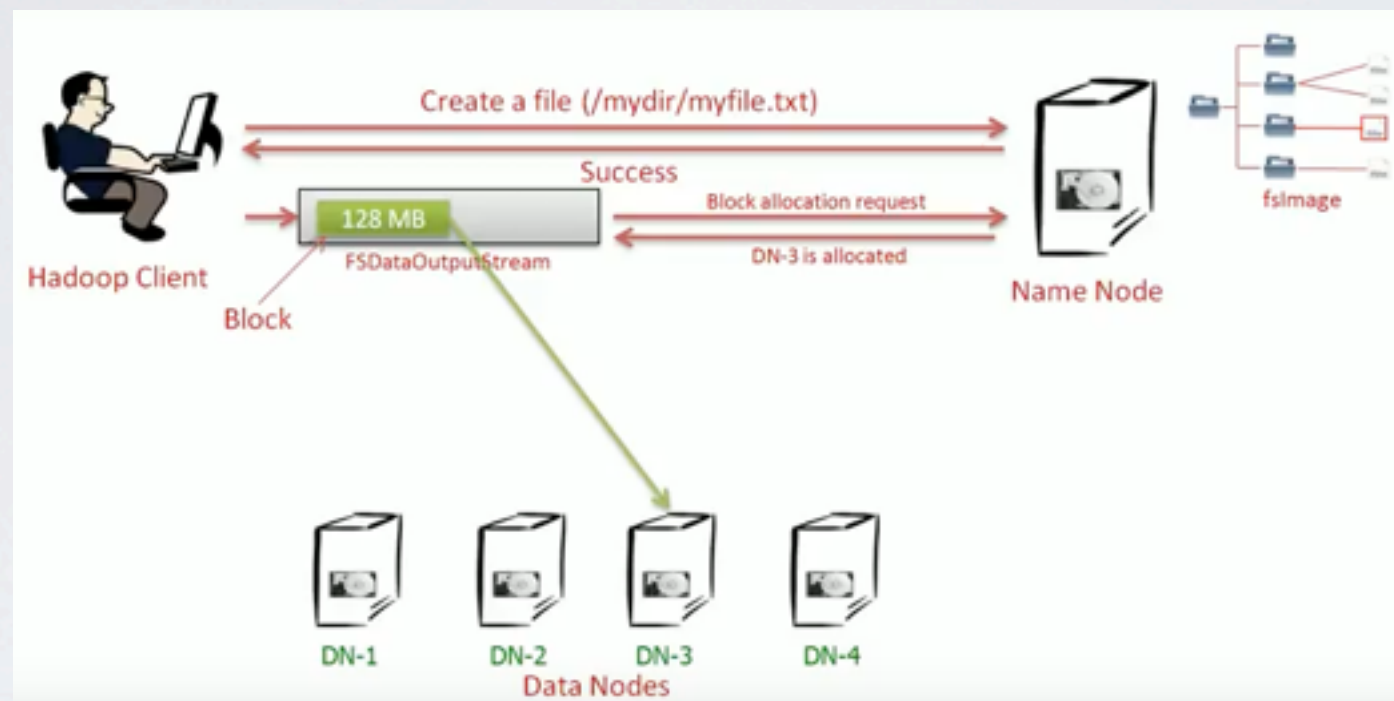 Create a file (/mydir/myfile.txt)
Success
128 MB
Block allocation request
FSDataOutputStream
DN-3 is allocated
fsImage
Hadoop Client
Block
Name Node
DN-1
DN-2
DN-3
DN-4
Data Nodes